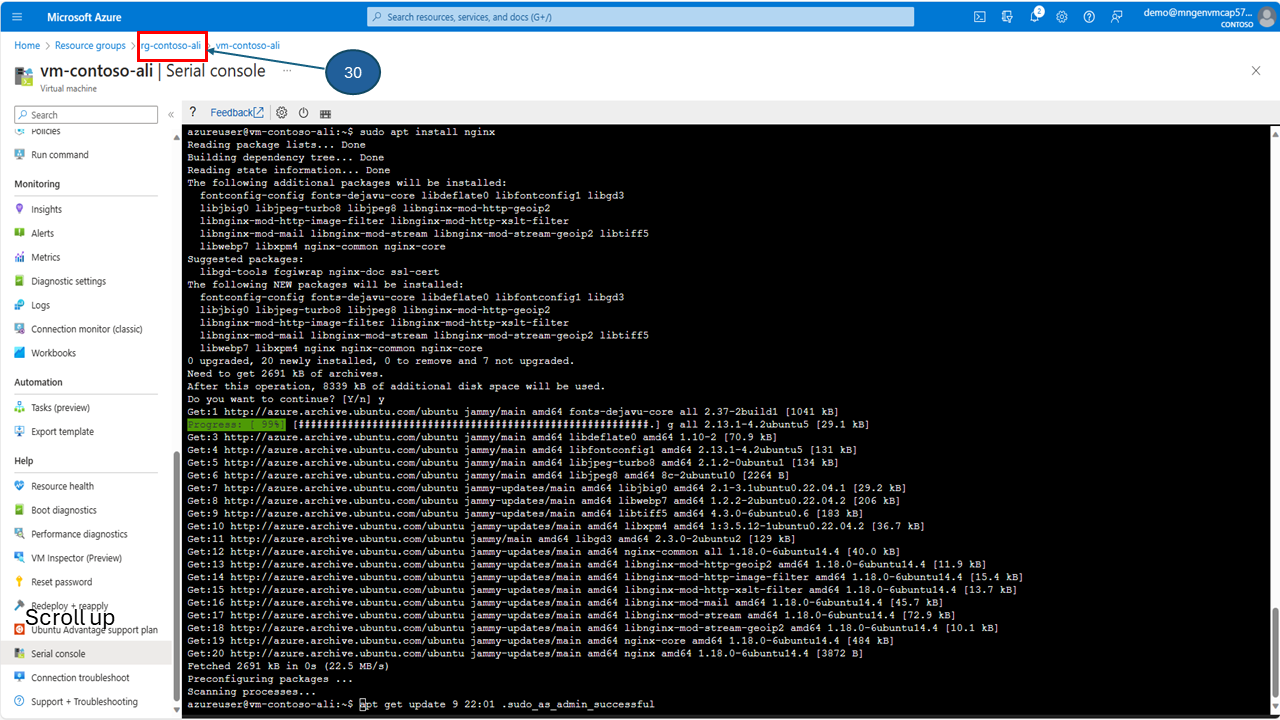 Microsoft Azure
Search resources, services, and docs (G+/)
2
demo@mngenvmcap57...
CONTOSO
Home > Resource groups > rg-contoso-ali > vm-contoso-ali
30
vm-contoso-ali | Serial console ...
Virtual machine
Search
«
? Feedback
Policies
Run command
Monitoring
Insights
Alerts
Metrics
Diagnostic settings
Logs
Connection monitor (classic)
Workbooks
Automation
Tasks (preview)
Export template
Help
Resource health
Boot diagnostics
Performance diagnostics
VM Inspector (Preview)
Reset password
Redeploy + reapply
Scroll up
Ubuntu Advantage support plan
Serial console
Connection troubleshoot
Support + Troubleshooting
azureuser@vm-contoso-ali:~$ sudo apt install nginx
Reading package lists... Done
Building dependency tree... Done
Reading state information... Done
The following additional packages will be installed:
fontconfig-config fonts-dejavu-core libdeflate0 libfontconfig1 libgd3
libjbig0 libjpeg-turbo8 libjpeg8 libnginx-mod-http-geoip2
libnginx-mod-http-image-filter libnginx-mod-http-xslt-filter
libnginx-mod-mail libnginx-mod-stream libnginx-mod-stream-geoip2 libtiff5
libwebp7 libxpm4 nginx-common nginx-core
Suggested packages:
libgd-tools fcgiwrap nginx-doc ssl-cert
The following NEW packages will be installed:
fontconfig-config fonts-dejavu-core libdeflate0 libfontconfig1 libgd3
libjbig0 libjpeg-turbo8 libjpeg8 libnginx-mod-http-geoip2
libnginx-mod-http-image-filter libnginx-mod-http-xslt-filter
libnginx-mod-mail libnginx-mod-stream libnginx-mod-stream-geoip2 libtiff5
libwebp7 libxpm4 nginx nginx-common nginx-core
0 upgraded, 20 newly installed, 0 to remove and 7 not upgraded.
Need to get 2691 kB of archives.
After this operation, 8339 kB of additional disk space will be used.
Do you want to continue? [Y/n] y
Get:1 http://azure.archive.ubuntu.com/ubuntu jammy/main amd64 fonts-dejavu-core all 2.37-2build1 [1041 kB]
Progress: [ 99%] [##########################################################.] g all 2.13.1-4.2ubuntu5 [29.1 kB]
Get:3 http://azure.archive.ubuntu.com/ubuntu jammy/main amd64 libdeflate0 amd64 1.10-2 [70.9 kB]
Get:4 http://azure.archive.ubuntu.com/ubuntu jammy/main amd64 libfontconfig1 amd64 2.13.1-4.2ubuntu5 [131 kB]
Get:5 http://azure.archive.ubuntu.com/ubuntu jammy/main amd64 libjpeg-turbo8 amd64 2.1.2-0ubuntu1 [134 kB]
Get:6 http://azure.archive.ubuntu.com/ubuntu jammy/main amd64 libjpeg8 amd64 8c-2ubuntu10 [2264 B]
Get:7 http://azure.archive.ubuntu.com/ubuntu jammy-updates/main amd64 libjbig0 amd64 2.1-3.1ubuntu0.22.04.1 [29.2 kB]
Get:8 http://azure.archive.ubuntu.com/ubuntu jammy-updates/main amd64 libwebp7 amd64 1.2.2-2ubuntu0.22.04.2 [206 kB]
Get:9 http://azure.archive.ubuntu.com/ubuntu jammy-updates/main amd64 libtiff5 amd64 4.3.0-6ubuntu0.6 [183 kB]
Get:10 http://azure.archive.ubuntu.com/ubuntu jammy-updates/main amd64 libxpm4 amd64 1:3.5.12-1ubuntu0.22.04.2 [36.7 kB]
Get:11 http://azure.archive.ubuntu.com/ubuntu jammy/main amd64 libgd3 amd64 2.3.0-2ubuntu2 [129 kB]
Get:12 http://azure.archive.ubuntu.com/ubuntu jammy-updates/main amd64 nginx-common all 1.18.0-6ubuntu14.4 [40.0 kB]
Get:13 http://azure.archive.ubuntu.com/ubuntu jammy-updates/main amd64 libnginx-mod-http-geoip2 amd64 1.18.0-6ubuntu14.4 [11.9 kB]
Get:14 http://azure.archive.ubuntu.com/ubuntu jammy-updates/main amd64 libnginx-mod-http-image-filter amd64 1.18.0-6ubuntu14.4 [15.4 kB]
Get:15 http://azure.archive.ubuntu.com/ubuntu jammy-updates/main amd64 libnginx-mod-http-xslt-filter amd64 1.18.0-6ubuntu14.4 [13.7 kB]
Get:16 http://azure.archive.ubuntu.com/ubuntu jammy-updates/main amd64 libnginx-mod-mail amd64 1.18.0-6ubuntu14.4 [45.7 kB]
Get:17 http://azure.archive.ubuntu.com/ubuntu jammy-updates/main amd64 libnginx-mod-stream amd64 1.18.0-6ubuntu14.4 [72.9 kB]
Get:18 http://azure.archive.ubuntu.com/ubuntu jammy-updates/main amd64 libnginx-mod-stream-geoip2 amd64 1.18.0-6ubuntu14.4 [10.1 kB]
Get:19 http://azure.archive.ubuntu.com/ubuntu jammy-updates/main amd64 nginx-core amd64 1.18.0-6ubuntu14.4 [484 kB]
Get:20 http://azure.archive.ubuntu.com/ubuntu jammy-updates/main amd64 nginx amd64 1.18.0-6ubuntu14.4 [3872 B]
Fetched 2691 kB in 0s (22.5 MB/s)
Preconfiguring packages ...
Scanning processes...
azureuser@vm-contoso-ali:~$ apt get update 9 22:01 .sudo_as_admin_successful